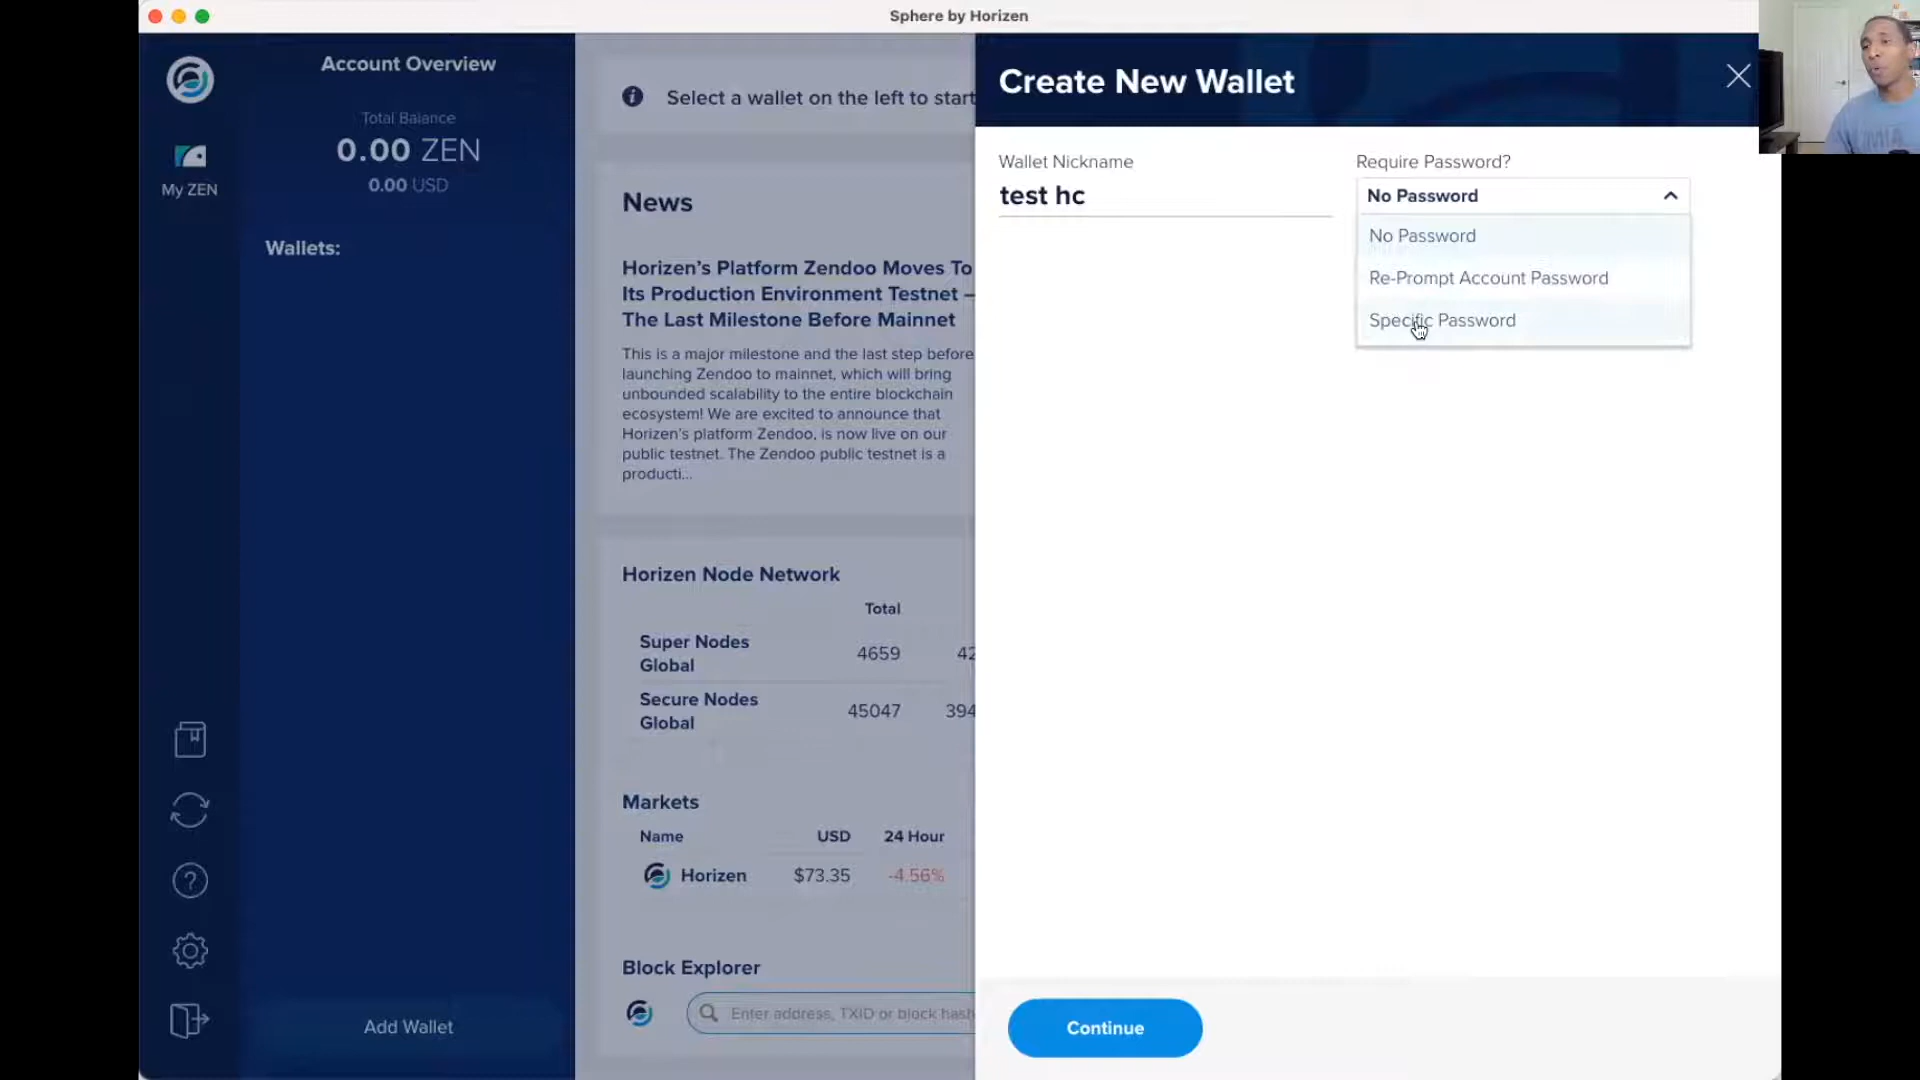 Sphere by Horizen
Account Overview
Total Balance
0.00 ZEN
0.00 USD
My ZEN
Wallets:
Add Wallet
Select a wallet on the left to start
News
Horizen's Platform Zendoo Moves To
Its Production Environment Testnet –
The Last Milestone Before Mainnet
This is a major milestone and the last step before
launching Zendoo to mainnet, which will bring
unbounded scalability to the entire blockchain
ecosystem! We are excited to announce that
Horizen's platform Zendoo, is now live on our
public testnet. The Zendoo public testnet is a
producti...
Horizen Node Network
Total
Super Nodes
Global
4659 42
Secure Nodes
Global
45047 394
Markets
Name USD 24 Hour
Horizen $73.35 -4.56%
Block Explorer
Enter address, TXID or block hash
Create New Wallet
Wallet Nickname
test hc
Require Password?
No Password
No Password
Re-Prompt Account Password
Specific Password
Continue